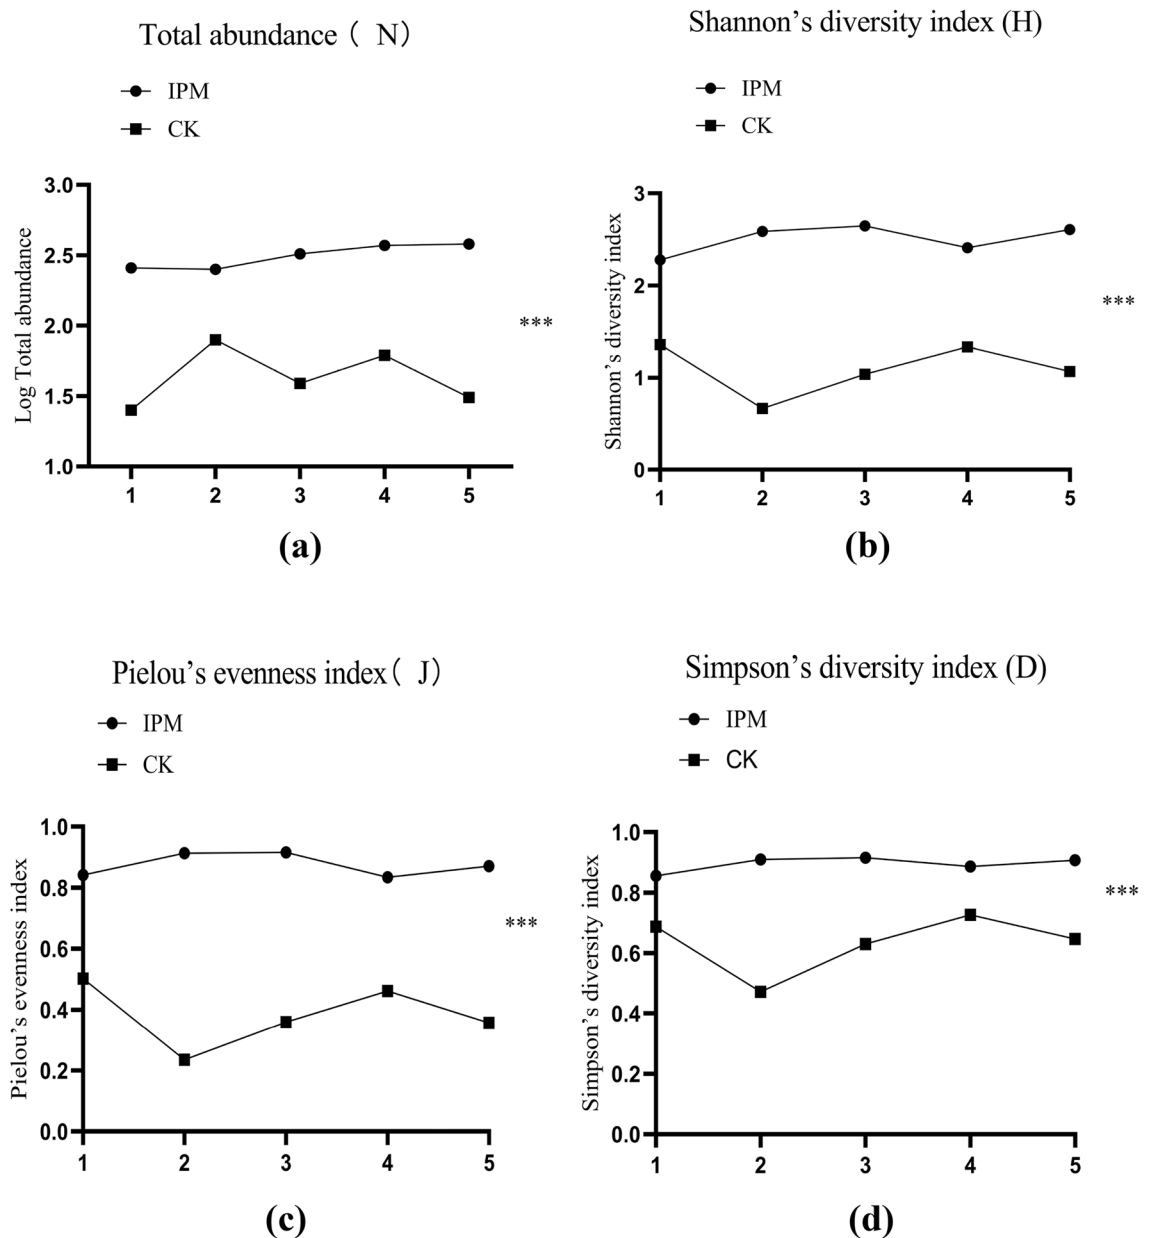 Total abundance（ N）
IPM
CK
3.0
2.5
2.0
1.5
1.0
Log Total abundance
1 2 3 4 5
***
(a)
Shannon’s diversity index (H)
IPM
CK
3
2
1
0
Shannon’s diversity index
1 2 3 4 5
***
(b)
Pielou’s evenness index（ J）
IPM
CK
1.0
0.8
0.6
0.4
0.2
0.0
Pielou’s evenness index
1 2 3 4 5
***
(c)
Simpson’s diversity index (D)
IPM
CK
1.0
0.8
0.6
0.4
0.2
0.0
Simpson’s diversity index
1 2 3 4 5
***
(d)